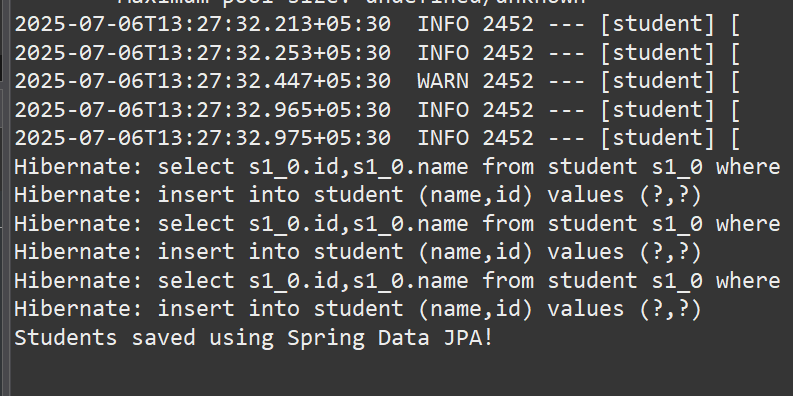 Maximum pool size: undefined/unknown
2025-07-06T13:27:32.213+05:30  INFO 2452 --- [student] [
2025-07-06T13:27:32.253+05:30  INFO 2452 --- [student] [
2025-07-06T13:27:32.447+05:30  WARN 2452 --- [student] [
2025-07-06T13:27:32.965+05:30  INFO 2452 --- [student] [
2025-07-06T13:27:32.975+05:30  INFO 2452 --- [student] [
Hibernate: select s1_0.id,s1_0.name from student s1_0 where
Hibernate: insert into student (name,id) values (?,?)
Hibernate: select s1_0.id,s1_0.name from student s1_0 where
Hibernate: insert into student (name,id) values (?,?)
Hibernate: select s1_0.id,s1_0.name from student s1_0 where
Hibernate: insert into student (name,id) values (?,?)
Students saved using Spring Data JPA!